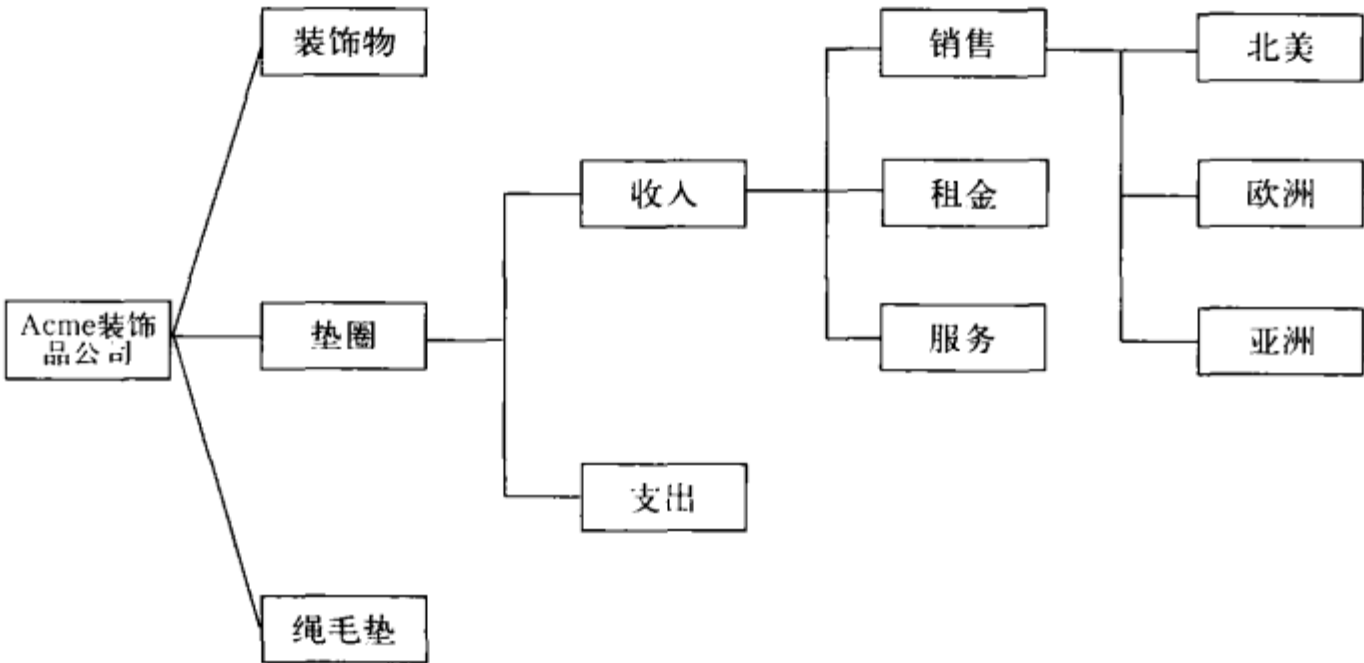 装饰物
销售
北美
收入
租金
欧洲
Acme装饰
品公司
垫圈
服务
亚洲
支出
绳毛垫